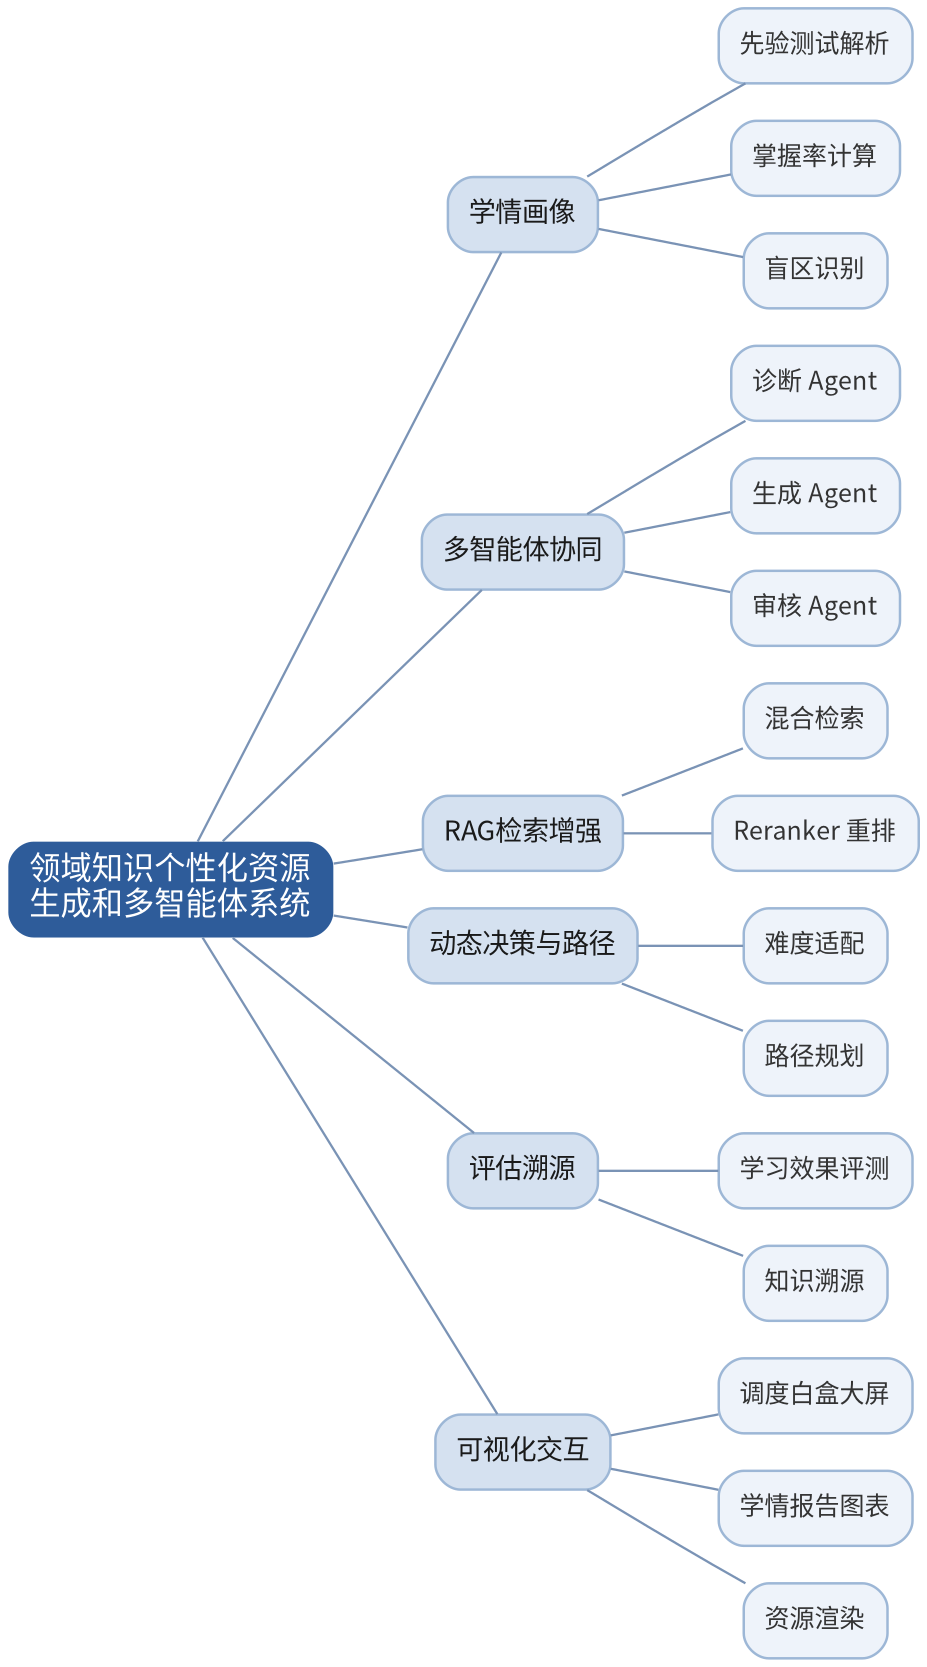 领域知识个性化资源
生成和多智能体系统
学情画像
先验测试解析
掌握率计算
盲区识别
多智能体协同
诊断 Agent
生成 Agent
审核 Agent
RAG检索增强
混合检索
Reranker 重排
动态决策与路径
难度适配
路径规划
评估溯源
学习效果评测
知识溯源
可视化交互
调度白盒大屏
学情报告图表
资源渲染